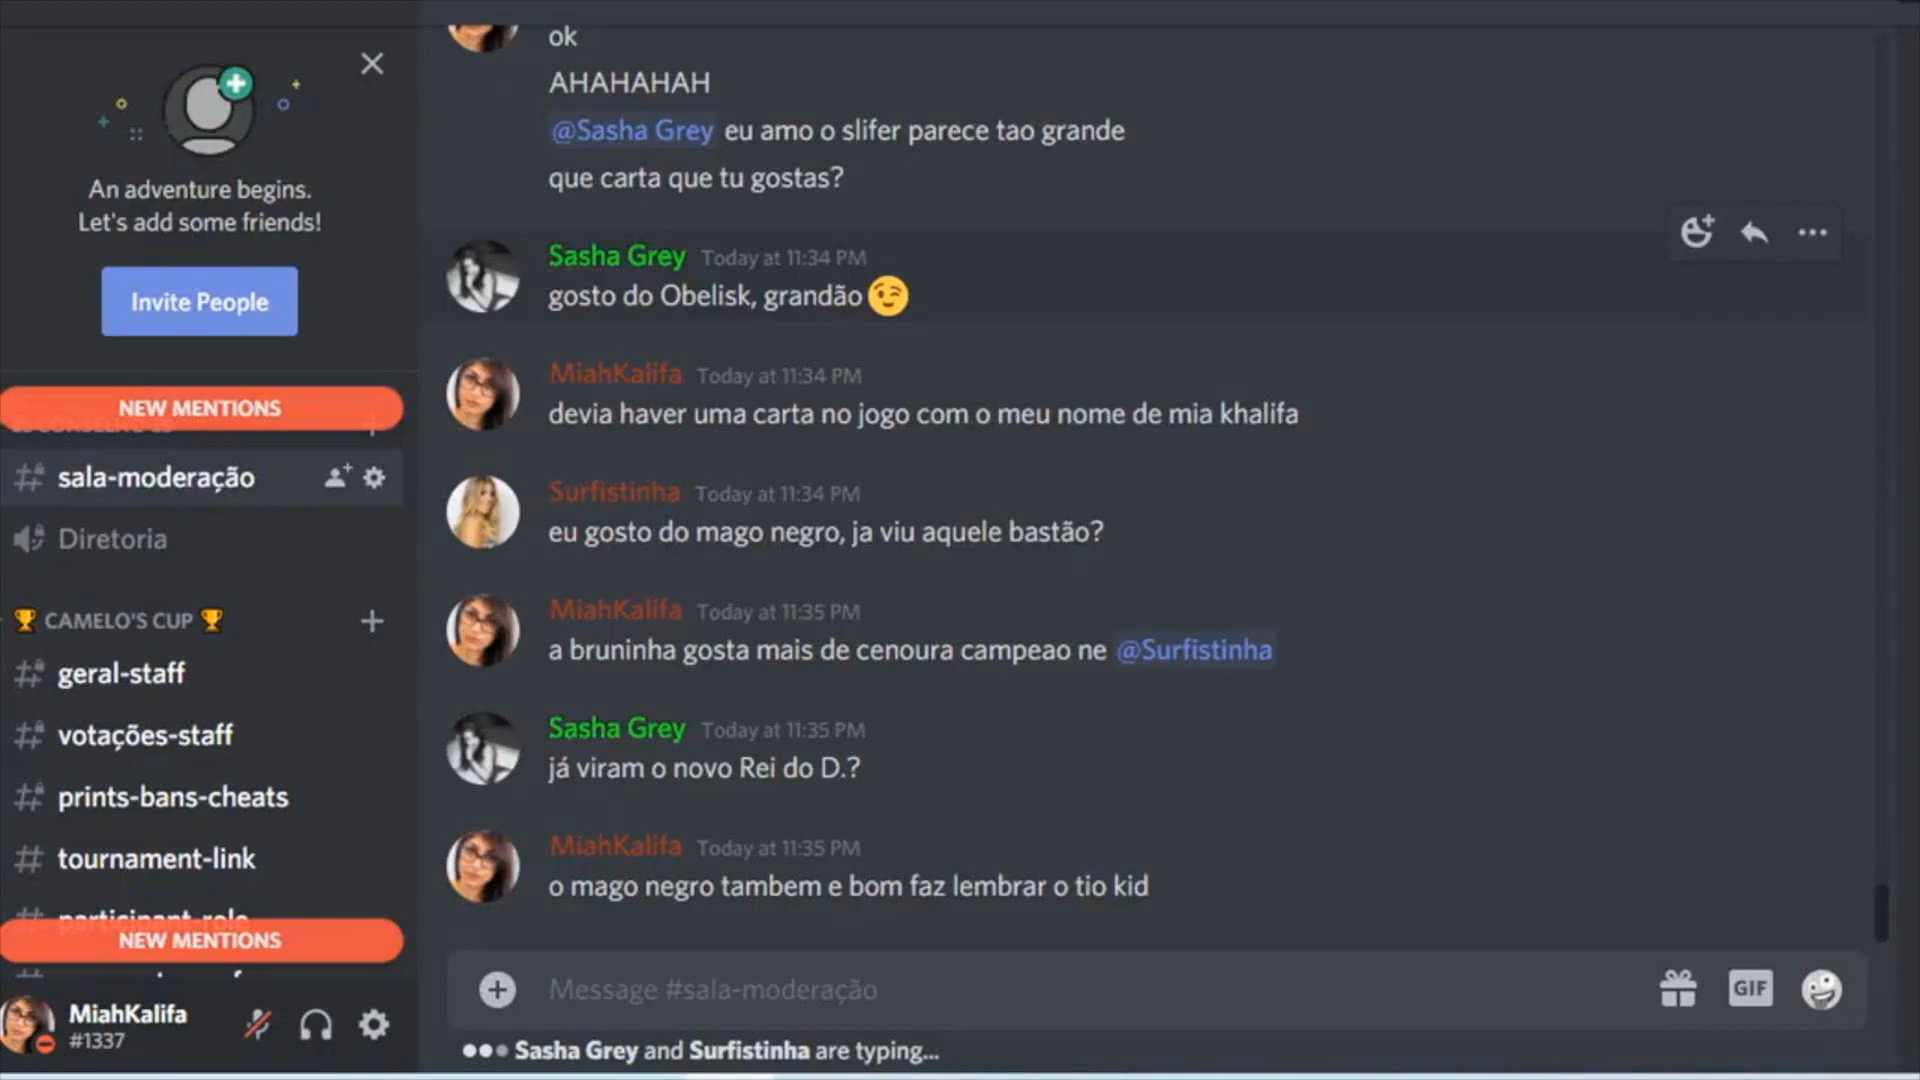 An adventure begins.
Let's add some friends!
Invite People
NEW MENTIONS
sala-moderação
Diretoria
CAMELO'S CUP
geral-staff
votações-staff
prints-bans-cheats
tournament-link
participant-role
NEW MENTIONS
MiahKalifa
#1337
ok
AHAHAHAH
@Sasha Grey eu amo o slifer parece tao grande
que carta que tu gostas?
Sasha Grey Today at 11:34 PM
gosto do Obelisk, grandão
MiahKalifa Today at 11:34 PM
devia haver uma carta no jogo com o meu nome de mia khalifa
Surfistinha Today at 11:34 PM
eu gosto do mago negro, ja viu aquele bastão?
MiahKalifa Today at 11:35 PM
a bruninha gosta mais de cenoura campeao ne @Surfistinha
Sasha Grey Today at 11:35 PM
já viram o novo Rei do D.?
MiahKalifa Today at 11:35 PM
o mago negro tambem e bom faz lembrar o tio kid
Message #sala-moderação
GIF
Sasha Grey and Surfistinha are typing...